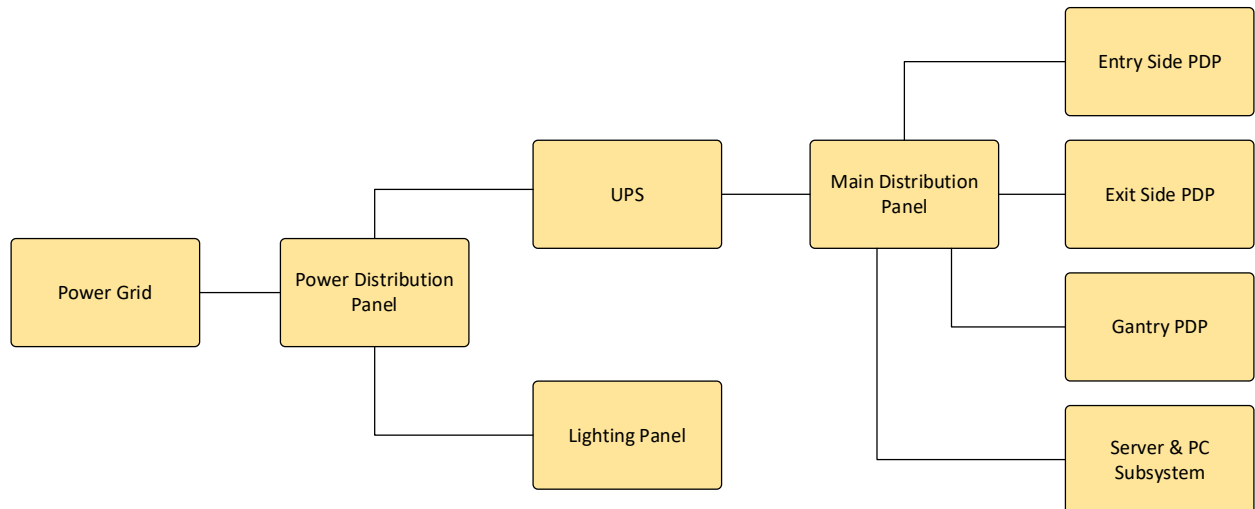 Entry Side PDP
UPS
Main Distribution
Panel
Exit Side PDP
Power Grid
Power Distribution
Panel
Gantry PDP
Lighting Panel
Server & PC
Subsystem